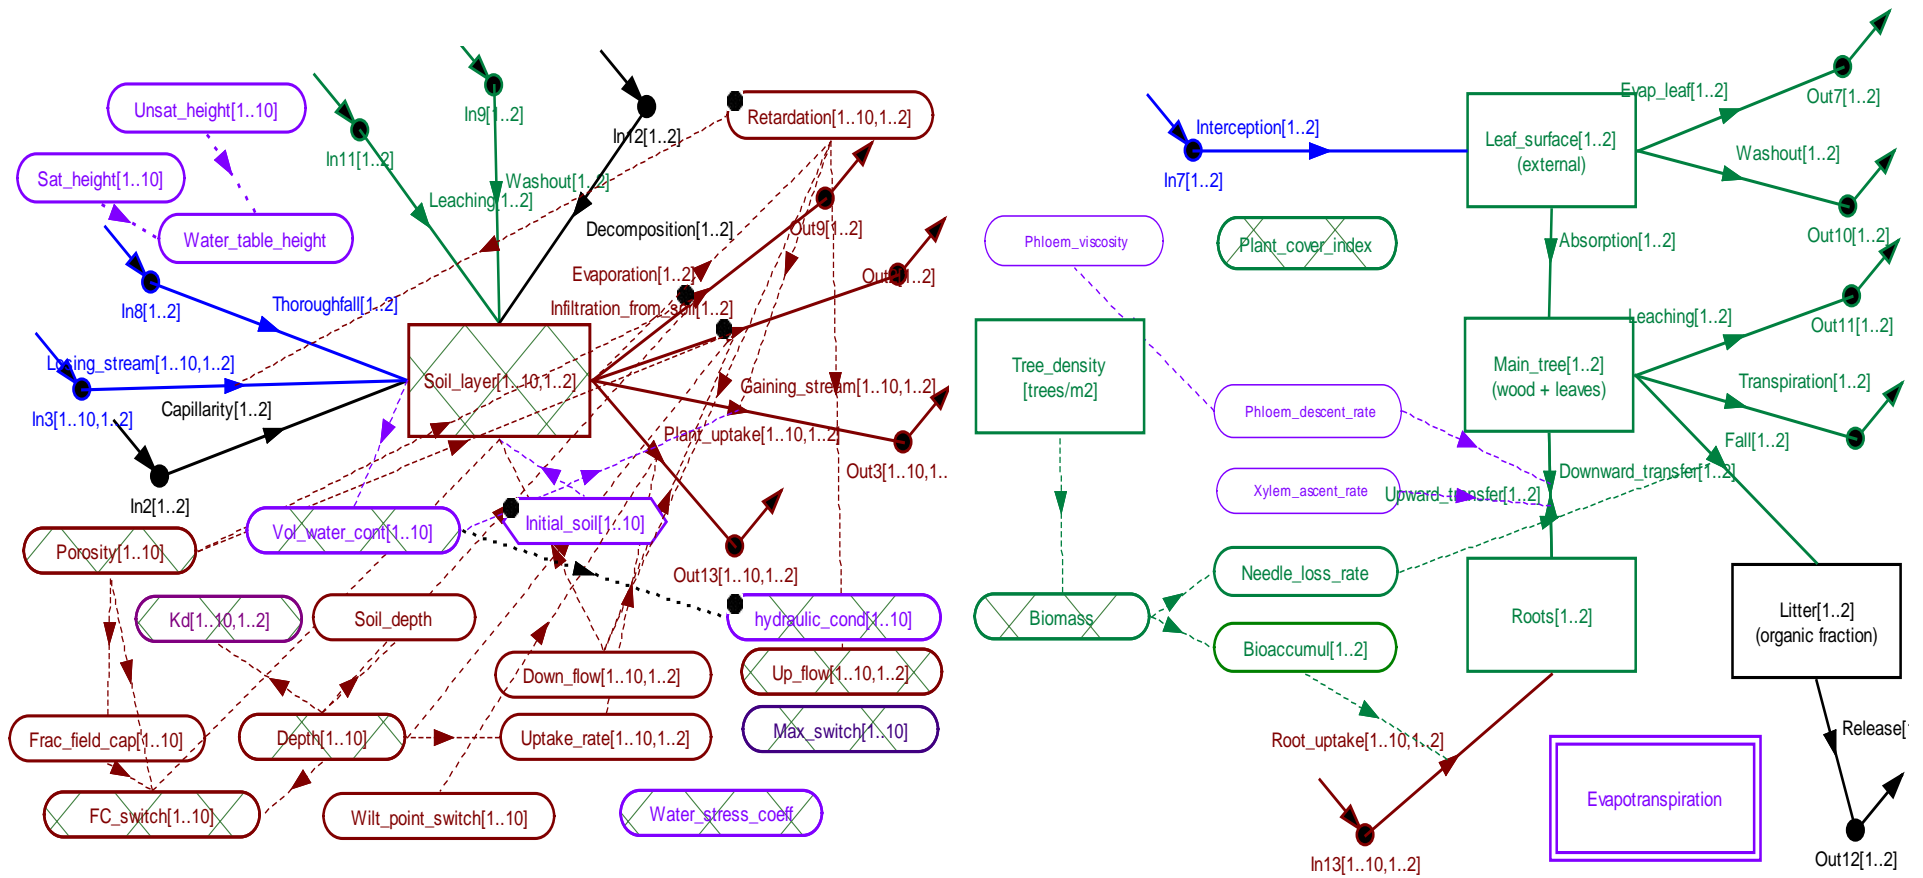 Unsat_height[1..10]
Sat_height[1..10]
Water_table_height
In11[1..2]
In9[1..2]
In12[1..2]
Retardation[1..10,1..2]
Leaching[1..2]
Washout[1..2]
Decomposition[1..2]
In8[1..2]
Thoroughfall[1..2]
Evaporation[1..2]
Infiltration_from_soil[1..2]
Out9[1..2]
Losing_stream[1..10,1..2]
In3[1..10,1..2]
Capillarity[1..2]
In2[1..2]
Soil_layer[1..10,1..2]
Gaining_stream[1..10,1..2]
Plant_uptake[1..10,1..2]
Out3[1..10,1..
Out13[1..10,1..2]
Porosity[1..10]
Vol_water_cont[1..10]
Initial_soil[1..10]
Kd[1..10,1..2]
Soil_depth
hydraulic_cond[1..10]
Down_flow[1..10,1..2]
Up_flow[1..10,1..2]
Frac_field_cap[1..10]
Depth[1..10]
Uptake_rate[1..10,1..2]
Max_switch[1..10]
FC_switch[1..10]
Wilt_point_switch[1..10]
Water_stress_coeff
Interception[1..2]
In7[1..2]
Leaf_surface[1..2]
(external)
Evap_leaf[1..2]
Out7[1..2]
Washout[1..2]
Out10[1..2]
Phloem_viscosity
Plant_cover_index
Absorption[1..2]
Tree_density
[trees/m2]
Main_tree[1..2]
(wood + leaves)
Leaching[1..2]
Out11[1..2]
Transpiration[1..2]
Fall[1..2]
Phloem_descent_rate
Xylem_ascent_rate
Upward_transfer[1..2]
Downward_transfer[1..2]
Needle_loss_rate
Biomass
Bioaccumul[1..2]
Roots[1..2]
Litter[1..2]
(organic fraction)
Root_uptake[1..10,1..2]
In13[1..10,1..2]
Evapotranspiration
Release[
Out12[1..2]